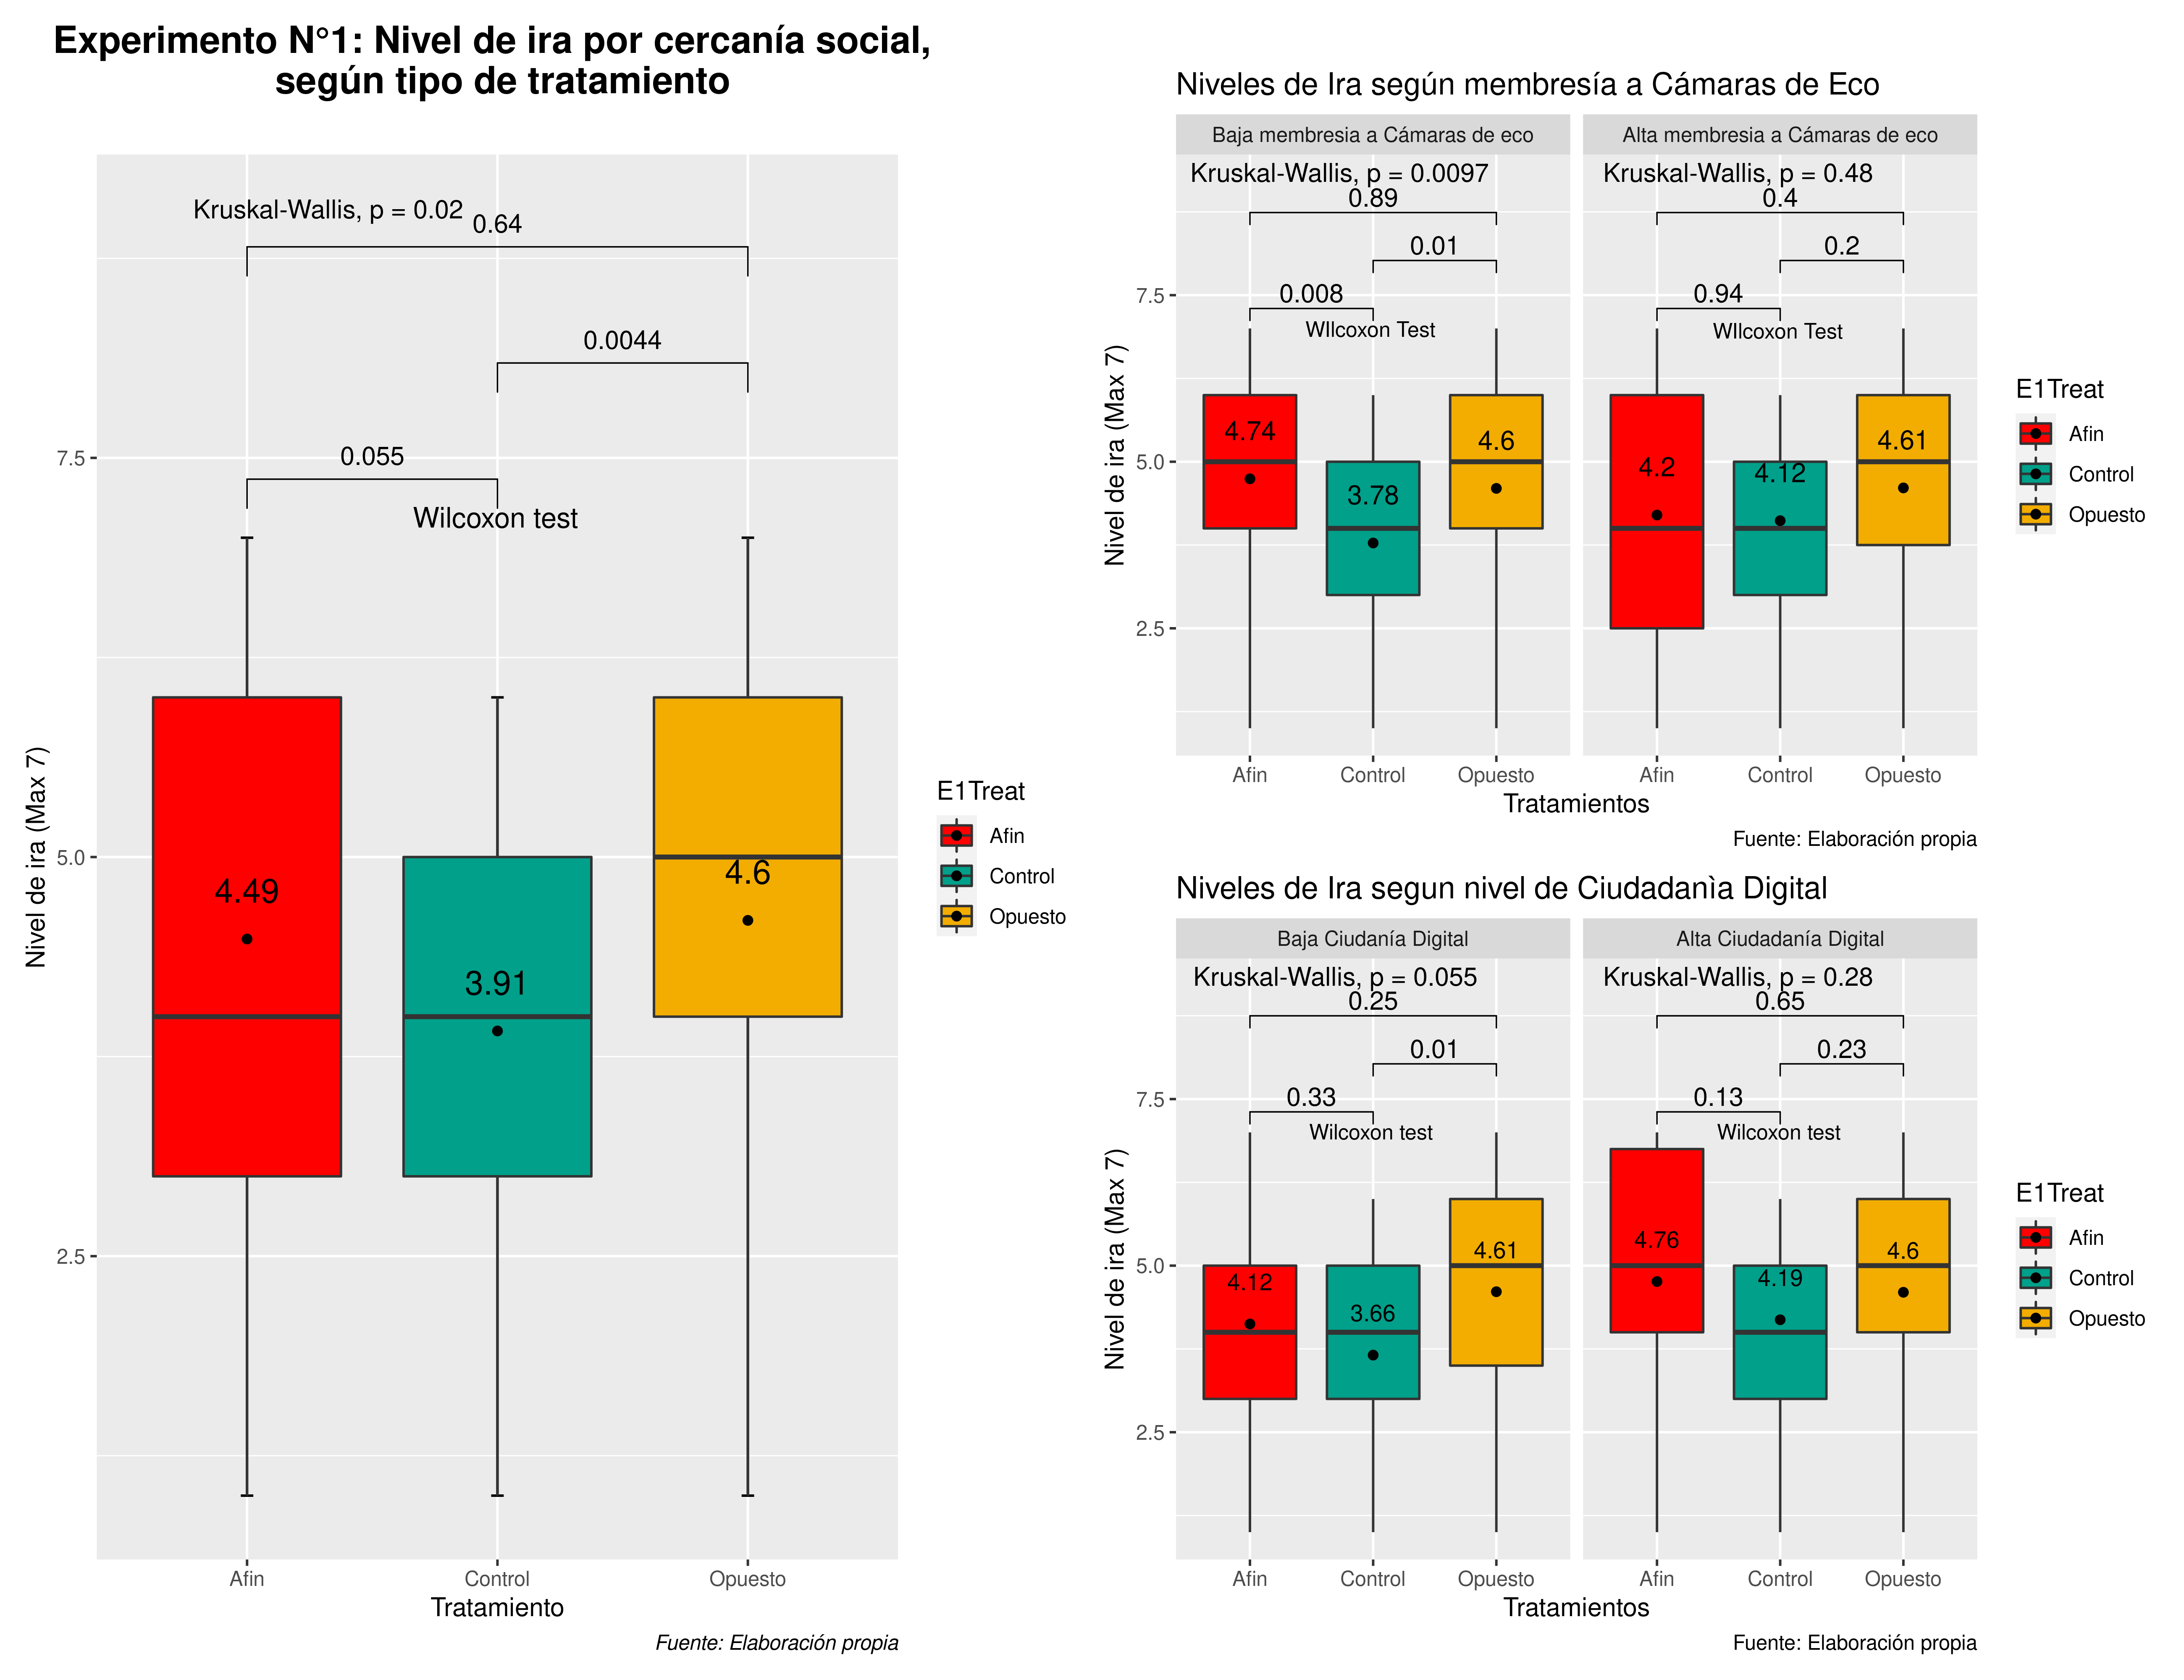 Experimento N°1: Nivel de ira por cercanía social,
según tipo de tratamiento
Kruskal-Wallis, p = 0.02
0.64
0.0044
0.055
Wilcoxon test
7.5
5.0
2.5
Nivel de ira (Max 7)
4.49
3.91
4.6
Afin
Control
Opuesto
Tratamiento
Fuente: Elaboración propia
E1Treat
Afin
Control
Opuesto
Niveles de Ira según membresía a Cámaras de Eco
Baja membresia a Cámaras de eco
Kruskal-Wallis, p = 0.0097
0.89
0.01
0.008
WIlcoxon Test
4.74
3.78
4.6
Alta membresia a Cámaras de eco
Kruskal-Wallis, p = 0.48
0.4
0.2
0.94
WIlcoxon Test
4.2
4.12
4.61
7.5
5.0
2.5
Nivel de ira (Max 7)
Afin
Control
Opuesto
Afin
Control
Opuesto
Tratamientos
Fuente: Elaboración propia
E1Treat
Afin
Control
Opuesto
Niveles de Ira segun nivel de Ciudadanìa Digital
Baja Ciudanía Digital
Kruskal-Wallis, p = 0.055
0.25
0.01
0.33
Wilcoxon test
4.12
3.66
4.61
Alta Ciudadanía Digital
Kruskal-Wallis, p = 0.28
0.65
0.23
0.13
Wilcoxon test
4.76
4.19
4.6
7.5
5.0
2.5
Nivel de ira (Max 7)
Afin
Control
Opuesto
Afin
Control
Opuesto
Tratamientos
Fuente: Elaboración propia
E1Treat
Afin
Control
Opuesto